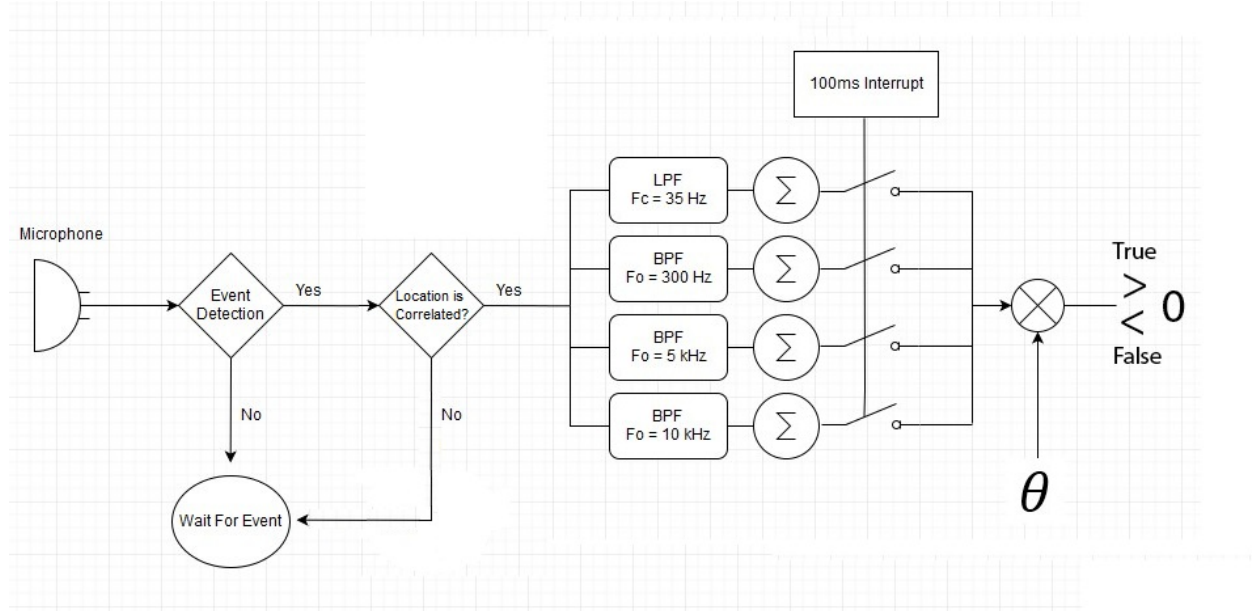 100ms Interrupt
LPF
Fc = 35 Hz
Σ
Microphone
BPF
Fo = 300 Hz
Σ
Event
Detection
Yes
Location is
Correlated?
Yes
True
>
< 0
False
BPF
Fo = 5 kHz
Σ
No
No
BPF
Fo = 10 kHz
Σ
θ
Wait For Event